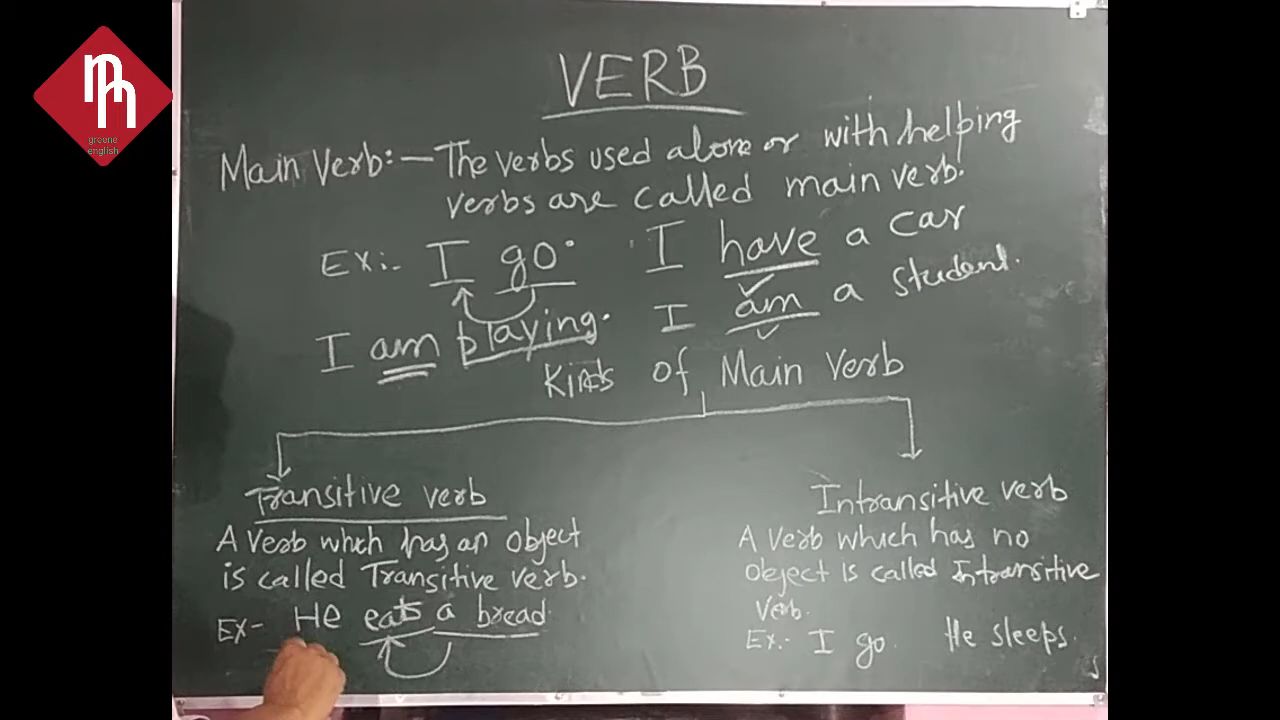 greene
english
VERB
Main Verb:- The verbs used alone or with helping
verbs are called main verb.
Ex:- I go. I have a car
I am playing. I am a student.
Kinds of Main Verb
Transitive verb
A verb which has an object
is called Transitive verb.
Ex- He eats a bread.
Intransitive verb
A verb which has no
object is called Intransitive
verb.
Ex:- I go. He sleeps.